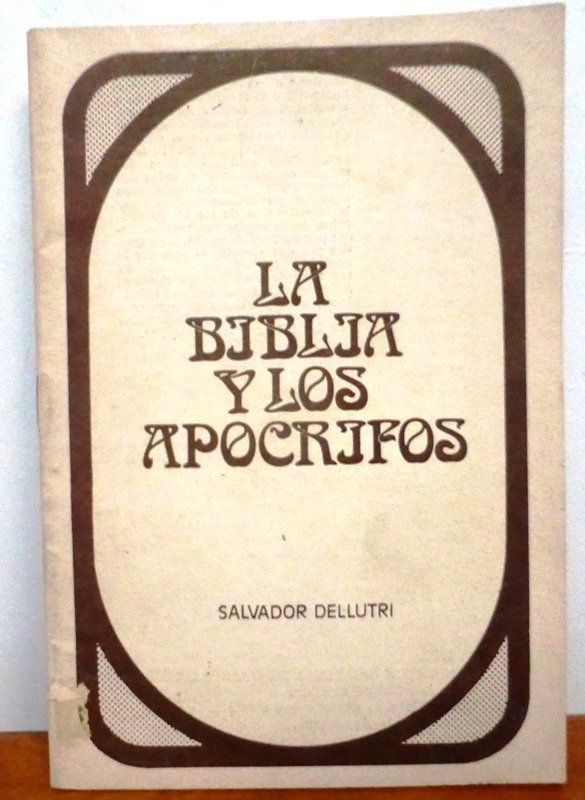 LA
BIBLIA
Y LOS
APOCRIFOS
SALVADOR DELLUTRI